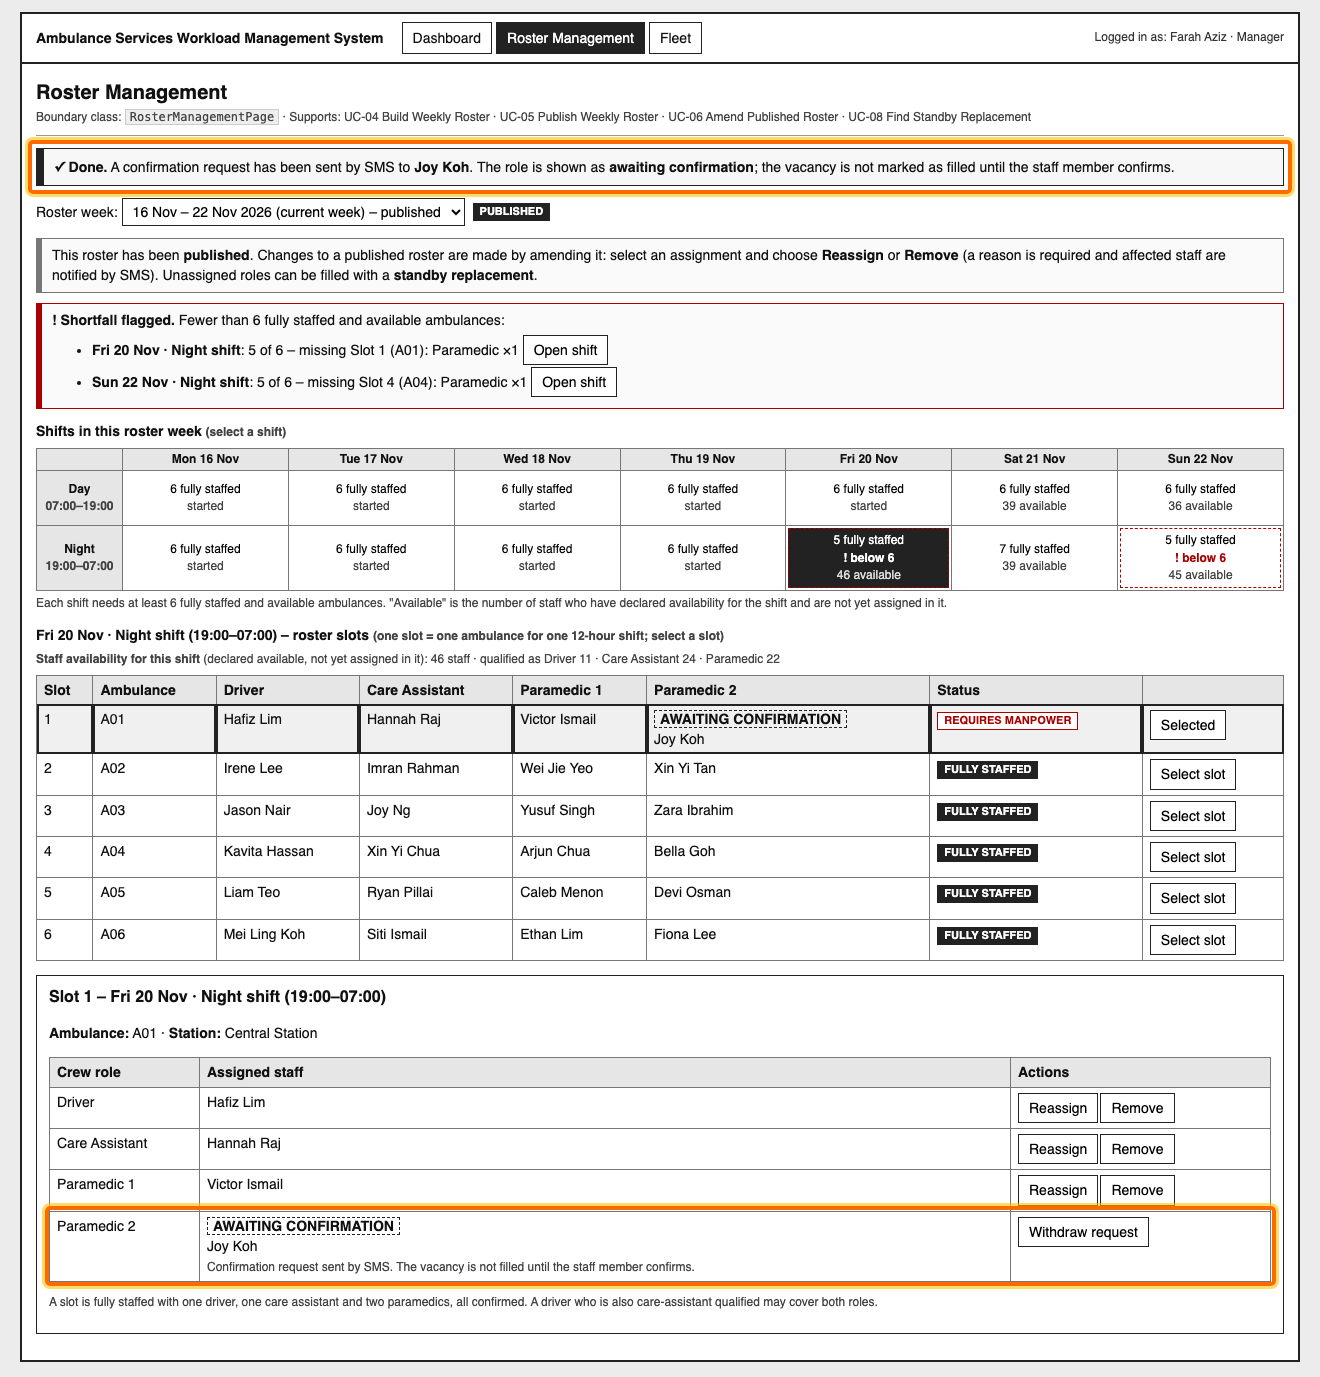 Ambulance Services Workload Management System
Dashboard
Roster Management
Fleet
Logged in as: Farah Aziz · Manager
Roster Management
Boundary class: RosterManagementPage · Supports: UC-04 Build Weekly Roster · UC-05 Publish Weekly Roster · UC-06 Amend Published Roster · UC-08 Find Standby Replacement
✓ Done. A confirmation request has been sent by SMS to Joy Koh. The role is shown as awaiting confirmation; the vacancy is not marked as filled until the staff member confirms.
Roster week: 16 Nov – 22 Nov 2026 (current week) – published PUBLISHED
This roster has been published. Changes to a published roster are made by amending it: select an assignment and choose Reassign or Remove (a reason is required and affected staff are
notified by SMS). Unassigned roles can be filled with a standby replacement.
! Shortfall flagged. Fewer than 6 fully staffed and available ambulances:
• Fri 20 Nov · Night shift: 5 of 6 – missing Slot 1 (A01): Paramedic ×1 Open shift
• Sun 22 Nov · Night shift: 5 of 6 – missing Slot 4 (A04): Paramedic ×1 Open shift
Shifts in this roster week (select a shift)
Mon 16 Nov Tue 17 Nov Wed 18 Nov Thu 19 Nov Fri 20 Nov Sat 21 Nov Sun 22 Nov
Day 6 fully staffed 6 fully staffed 6 fully staffed 6 fully staffed 6 fully staffed 6 fully staffed 6 fully staffed
07:00–19:00 started started started started started 39 available 36 available
5 fully staffed 5 fully staffed
Night 6 fully staffed 6 fully staffed 6 fully staffed 6 fully staffed ! below 6 7 fully staffed ! below 6
19:00–07:00 started started started started 46 available 39 available 45 available
Each shift needs at least 6 fully staffed and available ambulances. "Available" is the number of staff who have declared availability for the shift and are not yet assigned in it.
Fri 20 Nov · Night shift (19:00–07:00) – roster slots (one slot = one ambulance for one 12-hour shift; select a slot)
Staff availability for this shift (declared available, not yet assigned in it): 46 staff · qualified as Driver 11 · Care Assistant 24 · Paramedic 22
Slot Ambulance Driver Care Assistant Paramedic 1 Paramedic 2 Status
1 A01 Hafiz Lim Hannah Raj Victor Ismail AWAITING CONFIRMATION REQUIRES MANPOWER Selected
Joy Koh
2 A02 Irene Lee Imran Rahman Wei Jie Yeo Xin Yi Tan FULLY STAFFED Select slot
3 A03 Jason Nair Joy Ng Yusuf Singh Zara Ibrahim FULLY STAFFED Select slot
4 A04 Kavita Hassan Xin Yi Chua Arjun Chua Bella Goh FULLY STAFFED Select slot
5 A05 Liam Teo Ryan Pillai Caleb Menon Devi Osman FULLY STAFFED Select slot
6 A06 Mei Ling Koh Siti Ismail Ethan Lim Fiona Lee FULLY STAFFED Select slot
Slot 1 – Fri 20 Nov · Night shift (19:00–07:00)
Ambulance: A01 · Station: Central Station
Crew role Assigned staff Actions
Driver Hafiz Lim Reassign Remove
Care Assistant Hannah Raj Reassign Remove
Paramedic 1 Victor Ismail Reassign Remove
Paramedic 2 AWAITING CONFIRMATION Withdraw request
Joy Koh
Confirmation request sent by SMS. The vacancy is not filled until the staff member confirms.
A slot is fully staffed with one driver, one care assistant and two paramedics, all confirmed. A driver who is also care-assistant qualified may cover both roles.